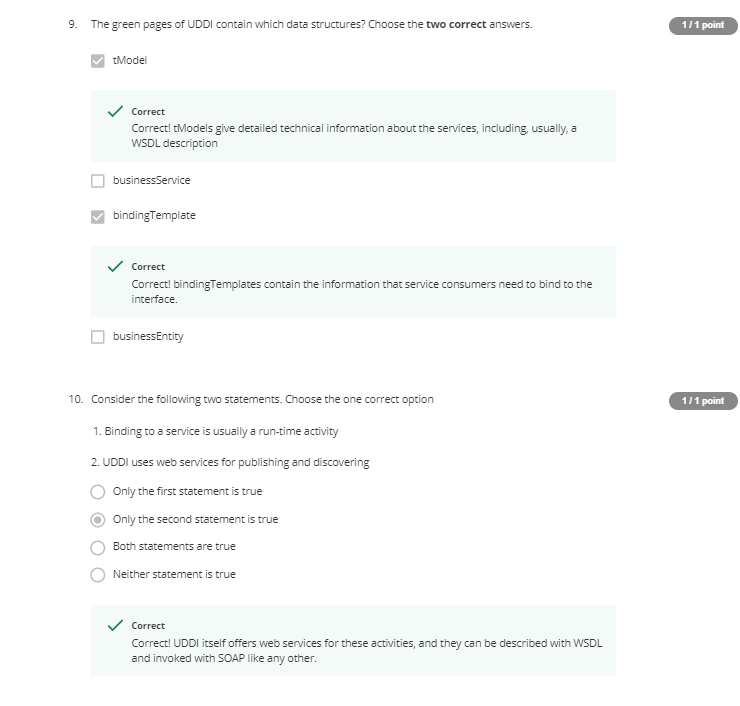 9. The green pages of UDDI contain which data structures? Choose the two correct answers.
1 / 1 point
tModel
Correct
Correct! tModels give detailed technical information about the services, including, usually, a
WSDL description
businessService
bindingTemplate
Correct
Correct! bindingTemplates contain the information that service consumers need to bind to the
interface.
businessEntity
10. Consider the following two statements. Choose the one correct option
1 / 1 point
1. Binding to a service is usually a run-time activity
2. UDDI uses web services for publishing and discovering
Only the first statement is true
Only the second statement is true
Both statements are true
Neither statement is true
Correct
Correct! UDDI itself offers web services for these activities, and they can be described with WSDL
and invoked with SOAP like any other.